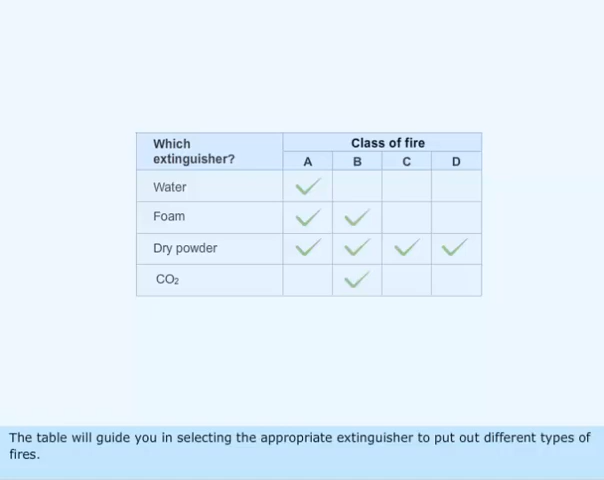 Which extinguisher?
Class of fire
A B C D
Water
Foam
Dry powder
CO₂
The table will guide you in selecting the appropriate extinguisher to put out different types of
fires.